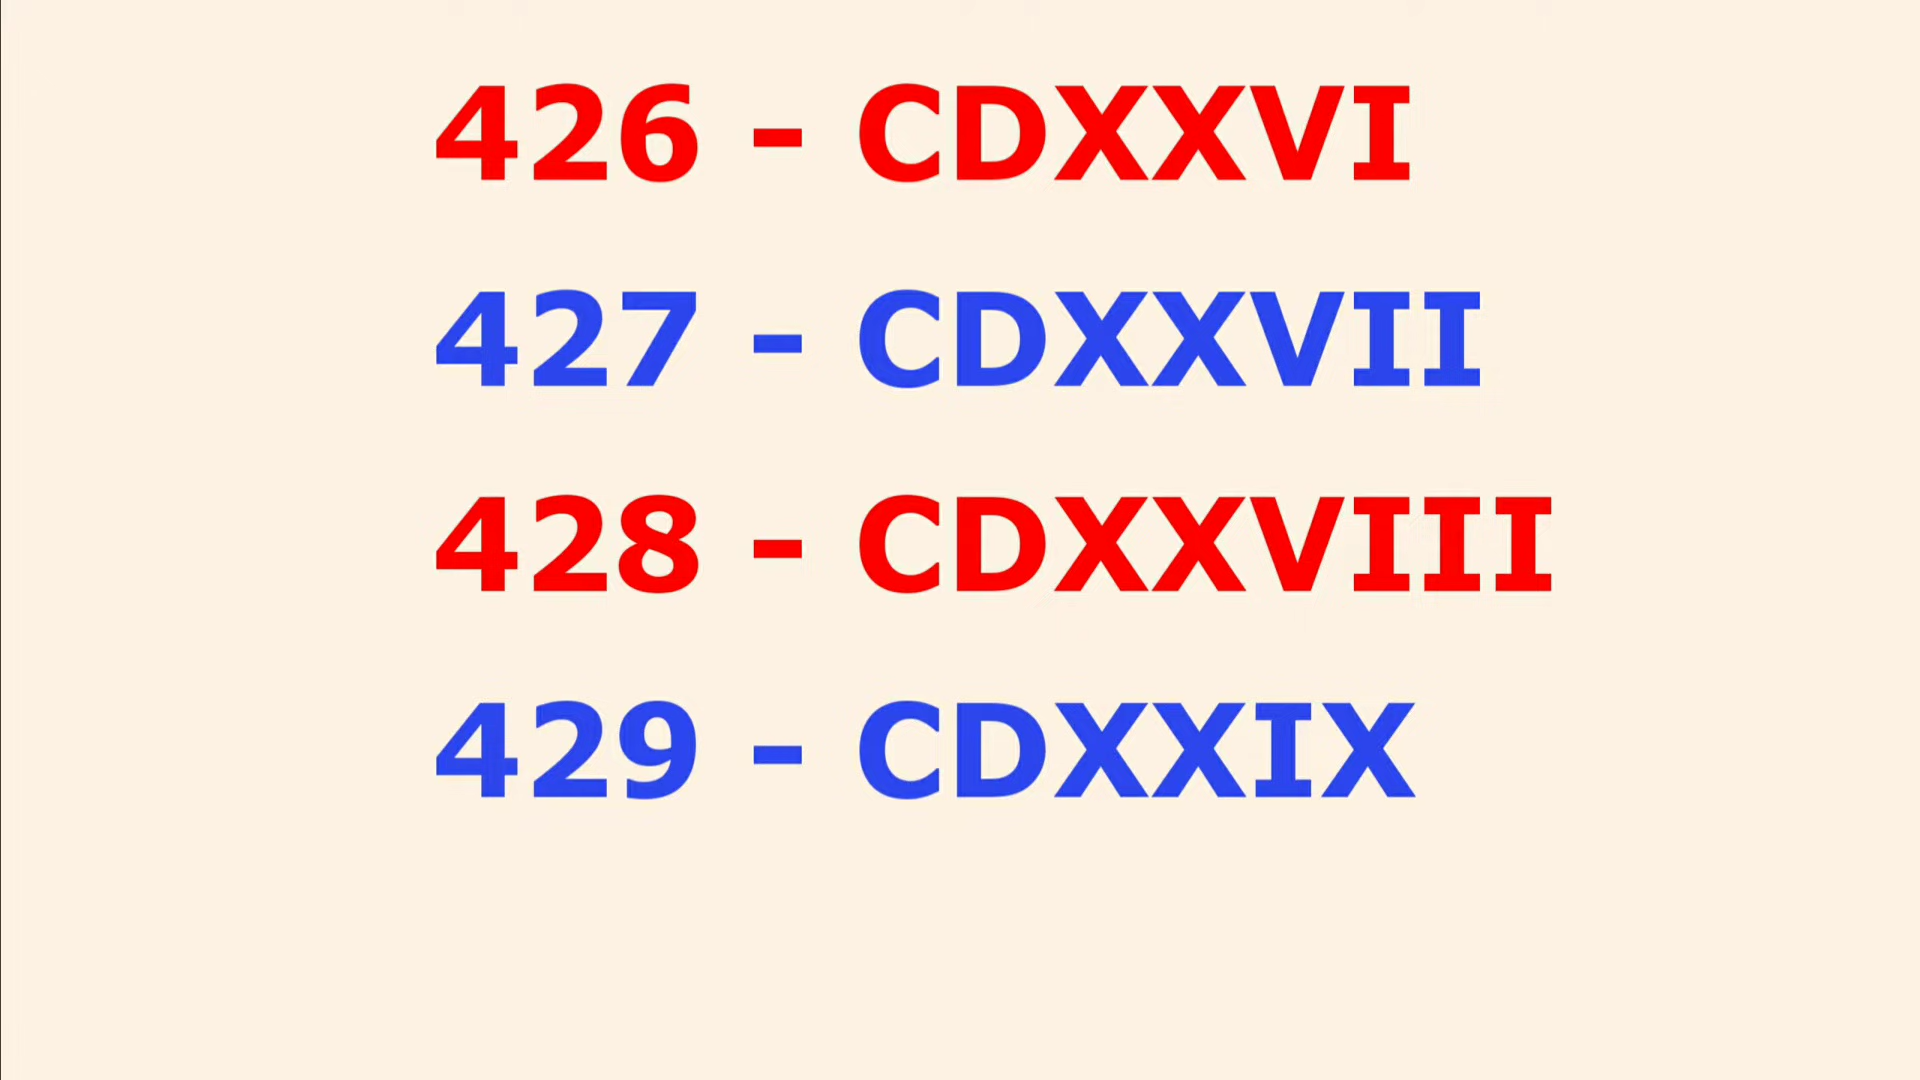 426 - CDXXVI
427 - CDXXVII
428 - CDXXVIII
429 - CDXXIX